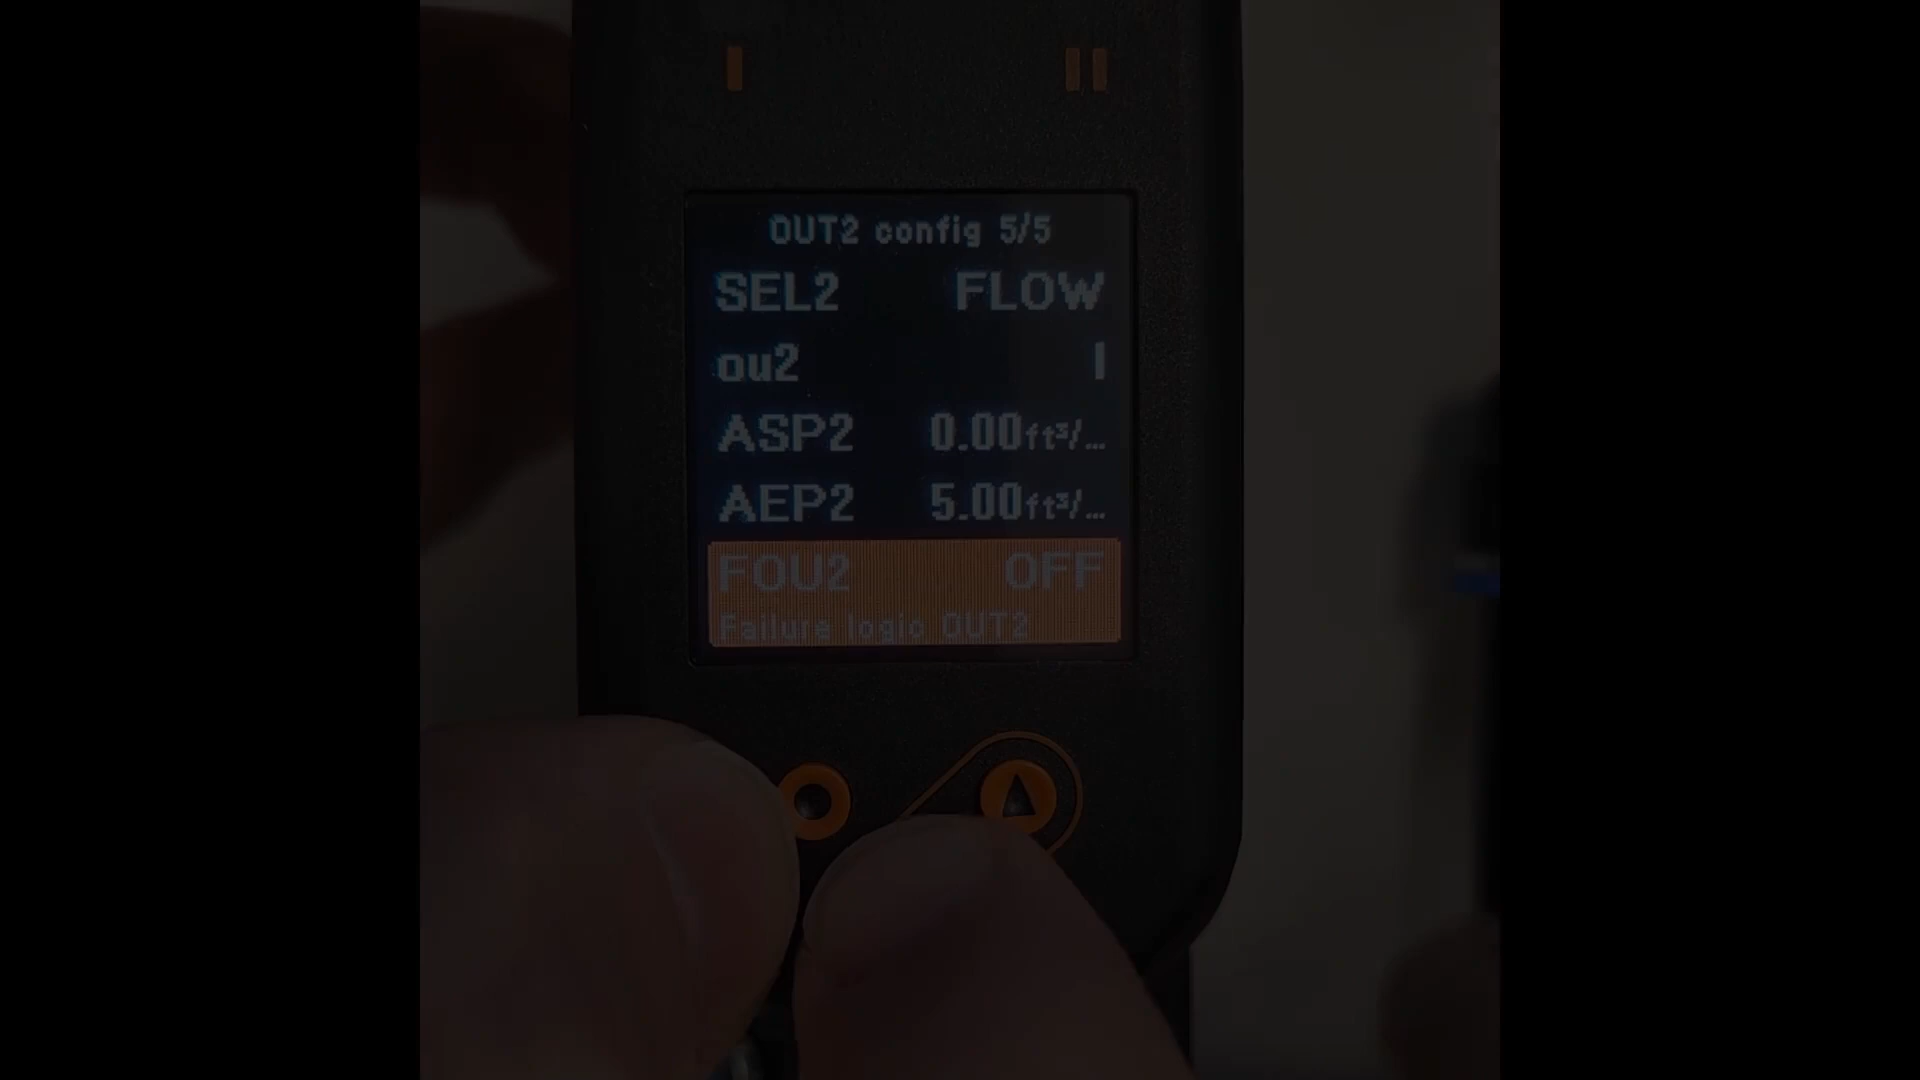 OUT2 config 5/5
SEL2 FLOW
ou2 I
ASP2 0.00ft³/...
AEP2 5.00ft³/...
FOU2 OFF
Failure logic OUT2